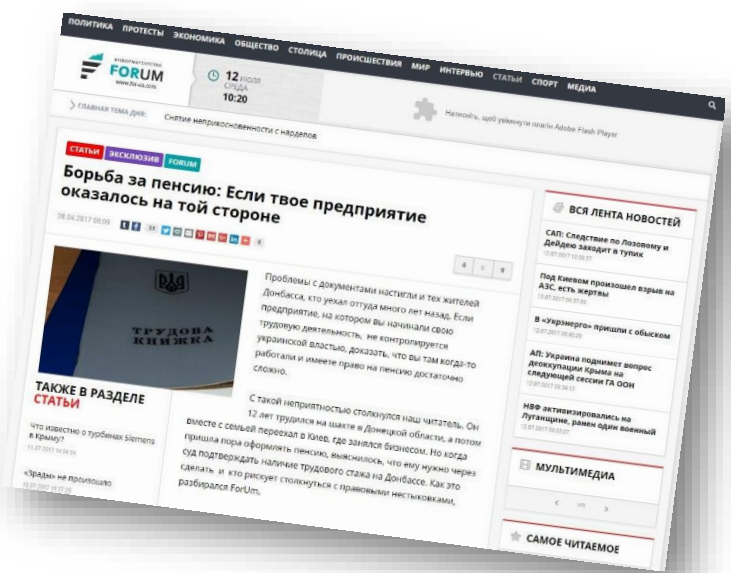 ПОЛИТИКА ПРОТЕСТЫ ЭКОНОМИКА ОБЩЕСТВО СТОЛИЦА ПРОИСШЕСТВИЯ МИР ИНТЕРВЬЮ СТАТЬИ СПОРТ МЕДИА
ИНФОРМАГЕНТСТВО
FORUM
www.for-ua.com
12 ИЮЛЯ
СРЕДА
10:20
Натисніть, щоб увімкнути плагін Adobe Flash Player
ГЛАВНАЯ ТЕМА ДНЯ:
Снятие неприкосновенности с нардепов
СТАТЬИ ЭКСКЛЮЗИВ FORUM
Борьба за пенсию: Если твое предприятие
оказалось на той стороне
ТРУДОВА
КНИЖКА
Проблемы с документами настигли и тех жителей
Донбасса, кто уехал оттуда много лет назад. Если
предприятие, на котором вы начинали свою
трудовую деятельность, не контролируется
украинской властью, доказать, что вы там когда-то
работали и имеете право на пенсию достаточно
сложно.
С такой неприятностью столкнулся наш читатель. Он
12 лет трудился на шахте в Донецкой области, а потом
вместе с семьей переехал в Киев, где занялся бизнесом. Но когда
пришла пора оформлять пенсию, выяснилось, что ему нужно через
суд подтверждать наличие трудового стажа на Донбассе. Как это
сделать и кто рискует столкнуться с правовыми нестыковками,
разбирался ForUm.
ТАКЖЕ В РАЗДЕЛЕ
СТАТЬИ
Что известно о турбинах Siemens
в Крыму?
«Зрады» не произошло
ВСЯ ЛЕНТА НОВОСТЕЙ
САП: Следствие по Лозовому и
Дейдею заходит в тупик
Под Киевом произошел взрыв на
АЗС, есть жертвы
В «Укрэнерго» пришли с обыском
АП: Украина поднимет вопрос
деоккупации Крыма на
следующей сессии ГА ООН
НВФ активизировались на
Луганщине, ранен один военный
МУЛЬТИМЕДИА
САМОЕ ЧИТАЕМОЕ